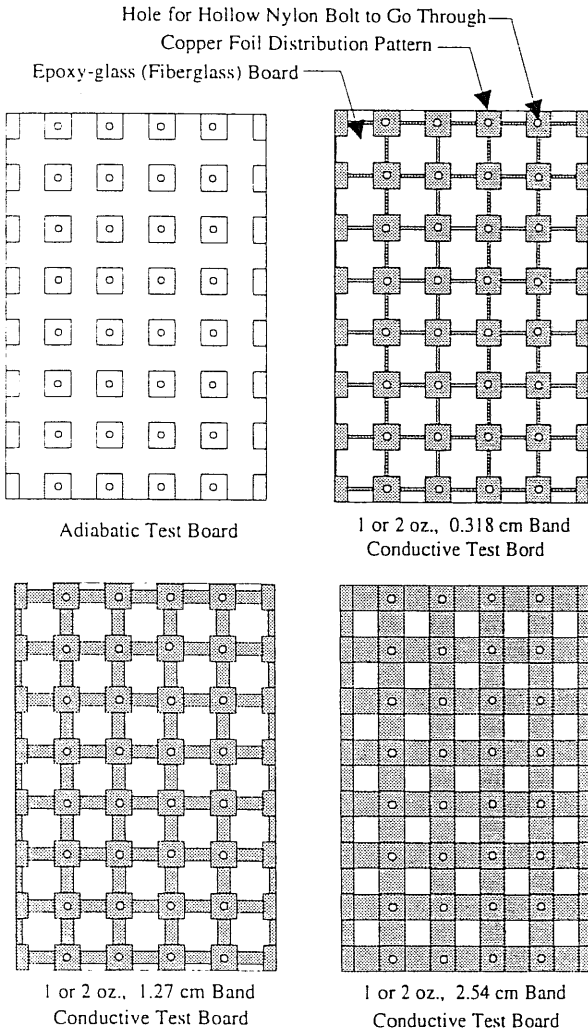 Hole for Hollow Nylon Bolt to Go Through
Copper Foil Distribution Pattern
Epoxy-glass (Fiberglass) Board
Adiabatic Test Board
1 or 2 oz., 0.318 cm Band
Conductive Test Bord
1 or 2 oz., 1.27 cm Band
Conductive Test Board
1 or 2 oz., 2.54 cm Band
Conductive Test Board